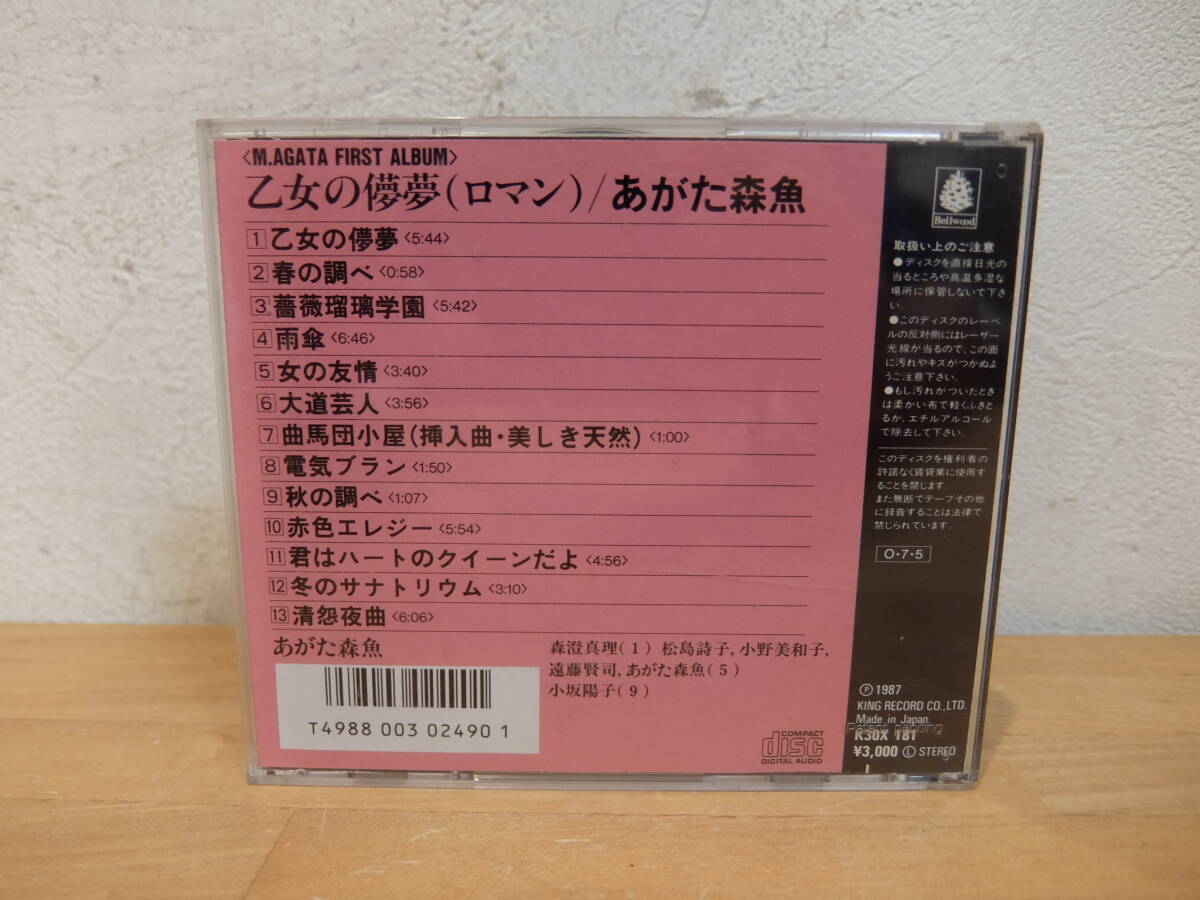 〈M.AGATA FIRST ALBUM〉
乙女の儚夢(ロマン)/あがた森魚
1 乙女の儚夢〈5:44〉
2 春の調べ〈0:58〉
3 薔薇瑠璃学園〈5:42〉
4 雨傘〈6:46〉
5 女の友情〈3:40〉
6 大道芸人〈3:56〉
7 曲馬団小屋(挿入曲・美しき天然)〈1:00〉
8 電気ブラン〈1:50〉
9 秋の調べ〈1:07〉
10 赤色エレジー〈5:54〉
11 君はハートのクイーンだよ〈4:56〉
12 冬のサナトリウム〈3:10〉
13 清怨夜曲〈6:06〉
あがた森魚
森澄真理(1) 松島詩子,小野美和子,
遠藤賢司,あがた森魚(5)
小坂陽子(9)
T4988 003 02490 1
COMPACT
disc
DIGITAL AUDIO
Bellwood
取扱い上のご注意
●ディスクを直接日光の
当るところや高温多湿な
場所に保管しないで下さ
い。
●このディスクのレーベ
ルの反対側にはレーザー
光線が当るので、この面
に汚れやキズがつかぬよ
うご注意下さい。
●もし汚れがついたとき
は柔かい布で軽くふきと
るか、エチルアルコール
で除去して下さい。
このディスクを権利者の
許諾なく賃貸業に使用す
ることを禁じます。
また無断でテープその他
に録音することは法律で
禁じられています。
O・7・5
Ⓟ1987
KING RECORD CO.,LTD.
Made in Japan.
Patent Pending
K30X 181
¥3,000 Ⓛ STEREO